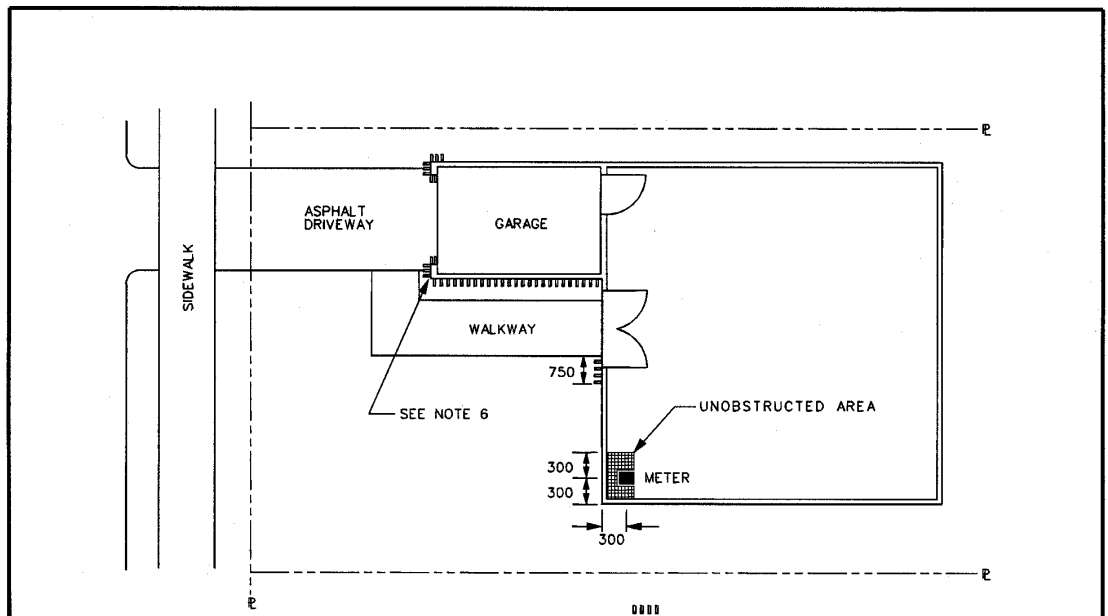 ℄
ASPHALT
DRIVEWAY
GARAGE
SIDEWALK
WALKWAY
750
SEE NOTE 6
UNOBSTRUCTED AREA
300
METER
300
300
℄
℄